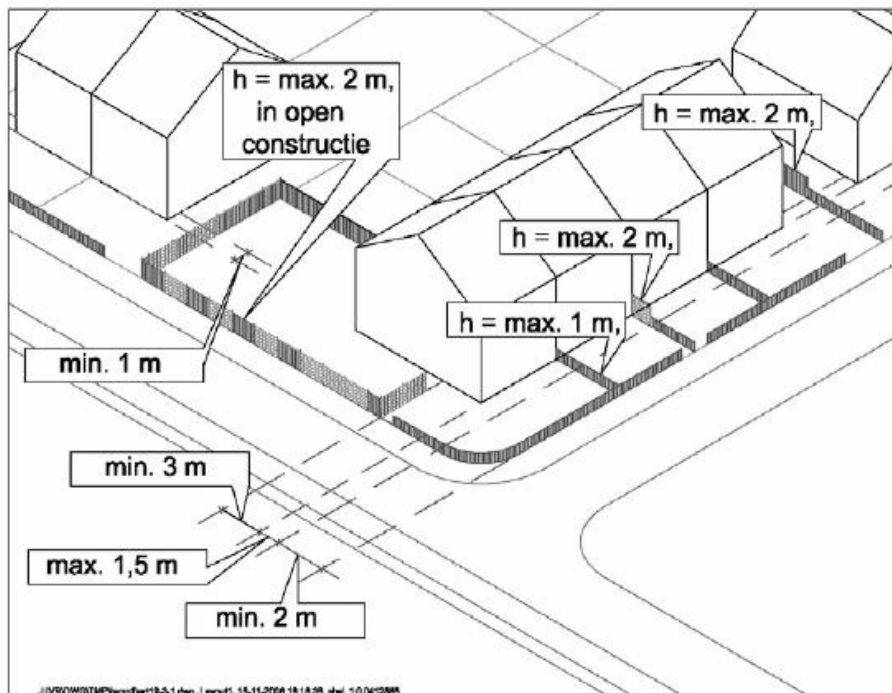 h = max. 2 m,
in open
constructie
h = max. 2 m,
h = max. 2 m,
h = max. 1 m,
min. 1 m
min. 3 m
max. 1,5 m
min. 2 m